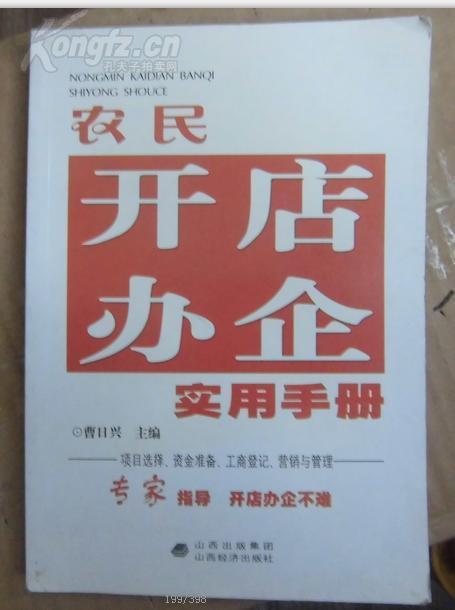 Kongfz.cn
孔夫子拍卖网
NONGMIN KAIDIAN BANQI
SHIYONG SHOUCE
农民
开店
办企
实用手册
⊙曹日兴 主编
项目选择、资金准备、工商登记、营销与管理
专家 指导 开店办企不难
山西出版集团
山西经济出版社
1997398